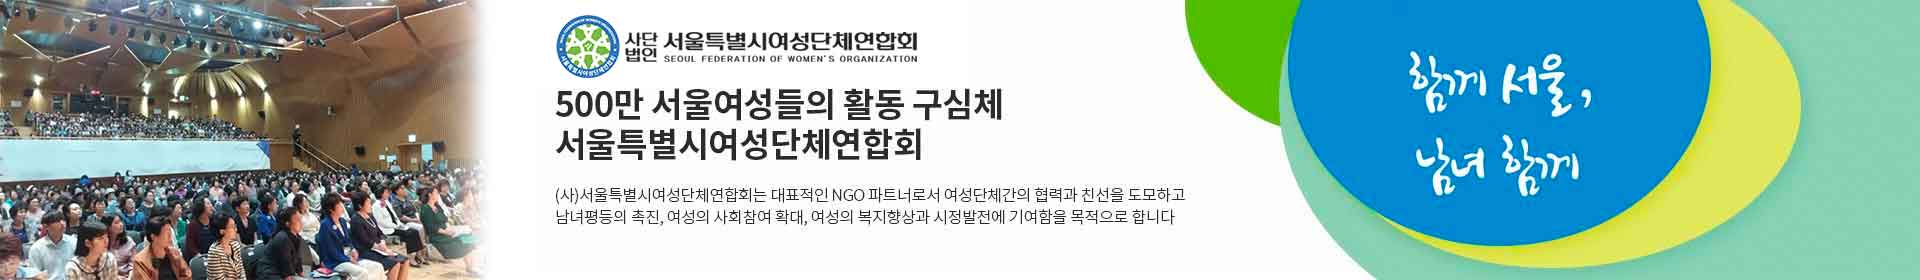 사단
법인
서울특별시여성단체연합회
SEOUL FEDERATION OF WOMEN'S ORGANIZATION
500만 서울여성들의 활동 구심체
서울특별시여성단체연합회
(사)서울특별시여성단체연합회는 대표적인 NGO 파트너로서 여성단체간의 협력과 친선을 도모하고
남녀평등의 촉진, 여성의 사회참여 확대, 여성의 복지향상과 시정발전에 기여함을 목적으로 합니다
함께 서울,
남녀 함께